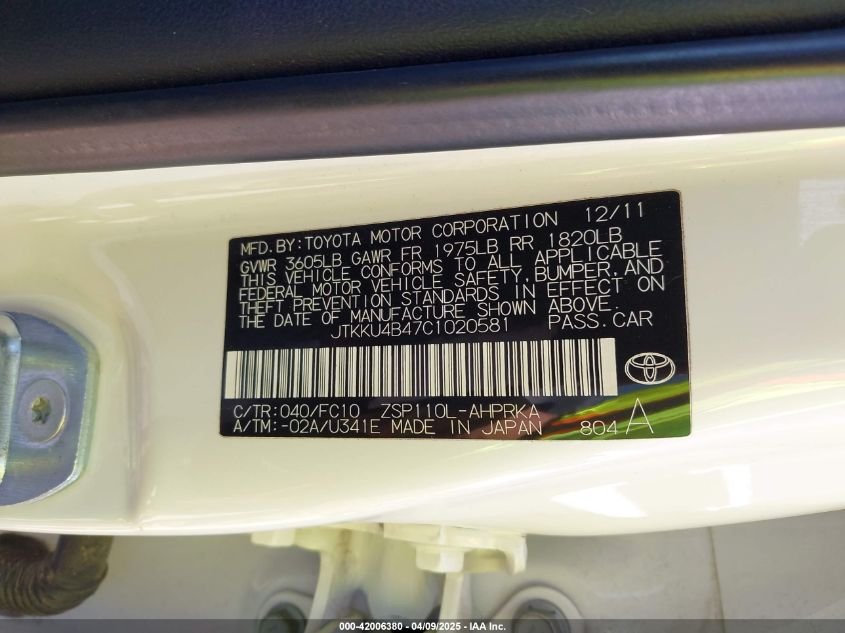 MFD.BY: TOYOTA MOTOR CORPORATION 12/11
GVWR 3605LB GAWR FR 1975LB RR 1820LB
THIS VEHICLE CONFORMS TO ALL APPLICABLE
FEDERAL MOTOR VEHICLE SAFETY, BUMPER, AND
THEFT PREVENTION STANDARDS IN EFFECT ON
THE DATE OF MANUFACTURE SHOWN ABOVE.
JTKKU4B47C1020581 PASS.CAR
C/TR: 040/FC10 ZSP110L-AHPRKA
A/TM: -02A/U341E MADE IN JAPAN 804 A
000-42006380 - 04/09/2025 - IAA Inc.